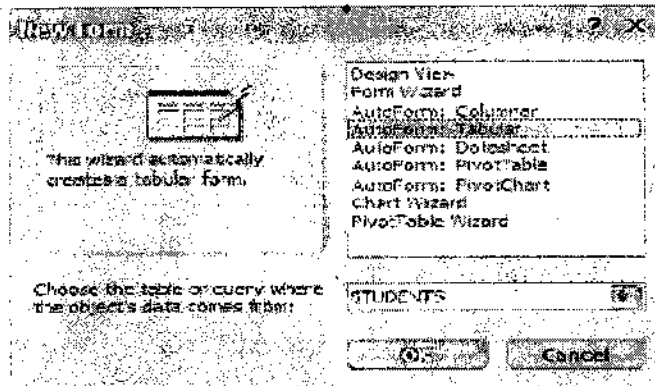 New Form
? X
Design View
Form Wizard
AutoForm: Columnar
AutoForm: Tabular
AutoForm: Datasheet
AutoForm: PivotTable
AutoForm: PivotChart
Chart Wizard
PivotTable Wizard
This wizard automatically
creates a tabular form.
Choose the table or query where
the object's data comes from:
STUDENTS
OK
Cancel